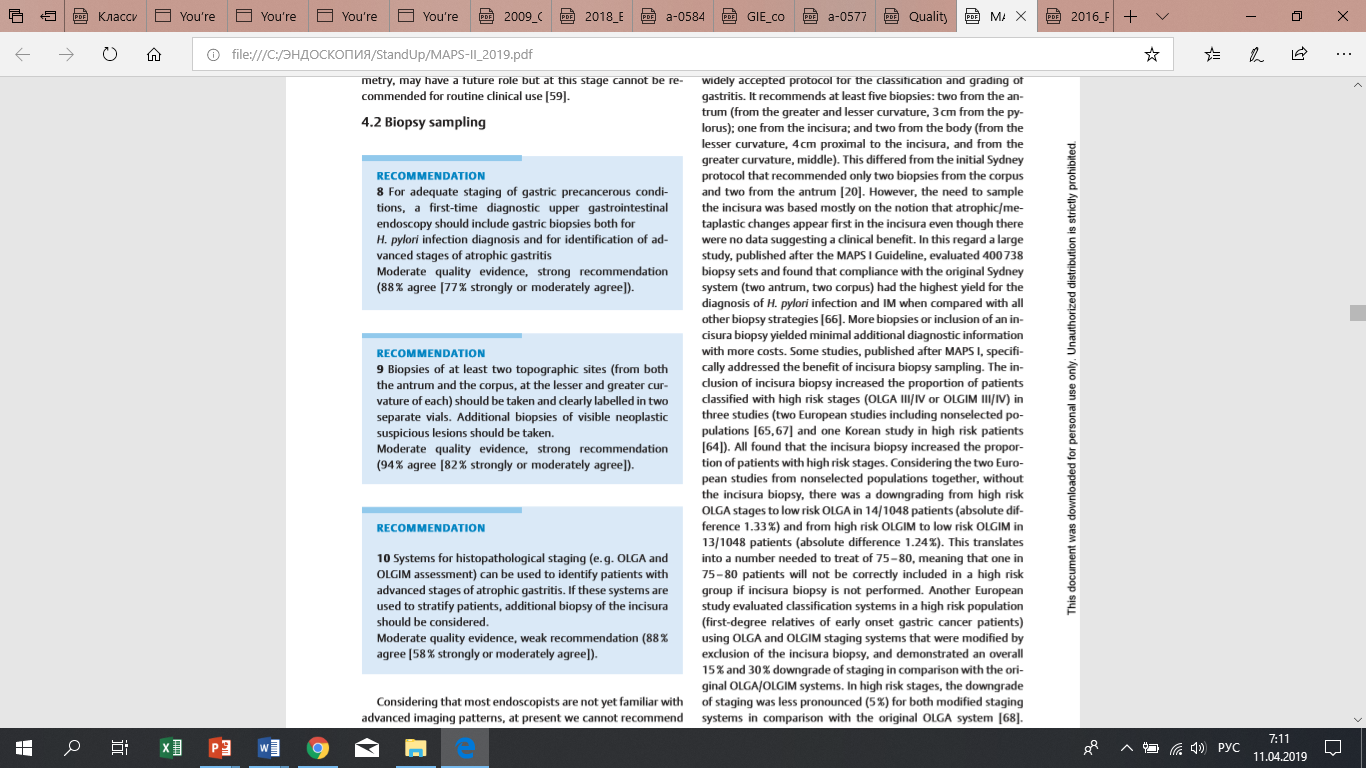 Класси
You're
You're
You're
You're
2009_C
2018_E
a-0584
GIE_co
a-0577
Quality
MA
2016_F
file:///C:/ЭНДОСКОПИЯ/StandUp/MAPS-II_2019.pdf
metry, may have a future role but at this stage cannot be re-
commended for routine clinical use [59].
4.2 Biopsy sampling
RECOMMENDATION
8 For adequate staging of gastric precancerous condi-
tions, a first-time diagnostic upper gastrointestinal
endoscopy should include gastric biopsies both for
H. pylori infection diagnosis and for identification of ad-
vanced stages of atrophic gastritis
Moderate quality evidence, strong recommendation
(88% agree [77% strongly or moderately agree]).
RECOMMENDATION
9 Biopsies of at least two topographic sites (from both
the antrum and the corpus, at the lesser and greater cur-
vature of each) should be taken and clearly labelled in two
separate vials. Additional biopsies of visible neoplastic
suspicious lesions should be taken.
Moderate quality evidence, strong recommendation
(94% agree [82% strongly or moderately agree]).
RECOMMENDATION
10 Systems for histopathological staging (e.g. OLGA and
OLGIM assessment) can be used to identify patients with
advanced stages of atrophic gastritis. If these systems are
used to stratify patients, additional biopsy of the incisura
should be considered.
Moderate quality evidence, weak recommendation (88%
agree [58% strongly or moderately agree]).
Considering that most endoscopists are not yet familiar with
advanced imaging patterns, at present we cannot recommend
widely accepted protocol for the classification and grading of
gastritis. It recommends at least five biopsies: two from the an-
trum (from the greater and lesser curvature, 3cm from the py-
lorus); one from the incisura; and two from the body (from the
lesser curvature, 4cm proximal to the incisura, and from the
greater curvature, middle). This differed from the initial Sydney
protocol that recommended only two biopsies from the corpus
and two from the antrum [20]. However, the need to sample
the incisura was based mostly on the notion that atrophic/me-
taplastic changes appear first in the incisura even though there
were no data suggesting a clinical benefit. In this regard a large
study, published after the MAPS I Guideline, evaluated 400738
biopsy sets and found that compliance with the original Sydney
system (two antrum, two corpus) had the highest yield for the
diagnosis of H. pylori infection and IM when compared with all
other biopsy strategies [66]. More biopsies or inclusion of an in-
cisura biopsy yielded minimal additional diagnostic information
with more costs. Some studies, published after MAPS I, specifi-
cally addressed the benefit of incisura biopsy sampling. The in-
clusion of incisura biopsy increased the proportion of patients
classified with high risk stages (OLGA III/IV or OLGIM III/IV) in
three studies (two European studies including nonselected po-
pulations [65,67] and one Korean study in high risk patients
[64]). All found that the incisura biopsy increased the propor-
tion of patients with high risk stages. Considering the two Euro-
pean studies from nonselected populations together, without
the incisura biopsy, there was a downgrading from high risk
OLGA stages to low risk OLGA in 14/1048 patients (absolute dif-
ference 1.33%) and from high risk OLGIM to low risk OLGIM in
13/1048 patients (absolute difference 1.24%). This translates
into a number needed to treat of 75–80, meaning that one in
75–80 patients will not be correctly included in a high risk
group if incisura biopsy is not performed. Another European
study evaluated classification systems in a high risk population
(first-degree relatives of early onset gastric cancer patients)
using OLGA and OLGIM staging systems that were modified by
exclusion of the incisura biopsy, and demonstrated an overall
15% and 30% downgrade of staging in comparison with the ori-
ginal OLGA/OLGIM systems. In high risk stages, the downgrade
of staging was less pronounced (5%) for both modified staging
systems in comparison with the original OLGA system [68].
This document was downloaded for personal use only. Unauthorized distribution is strictly prohibited.
РУС
7:11
11.04.2019